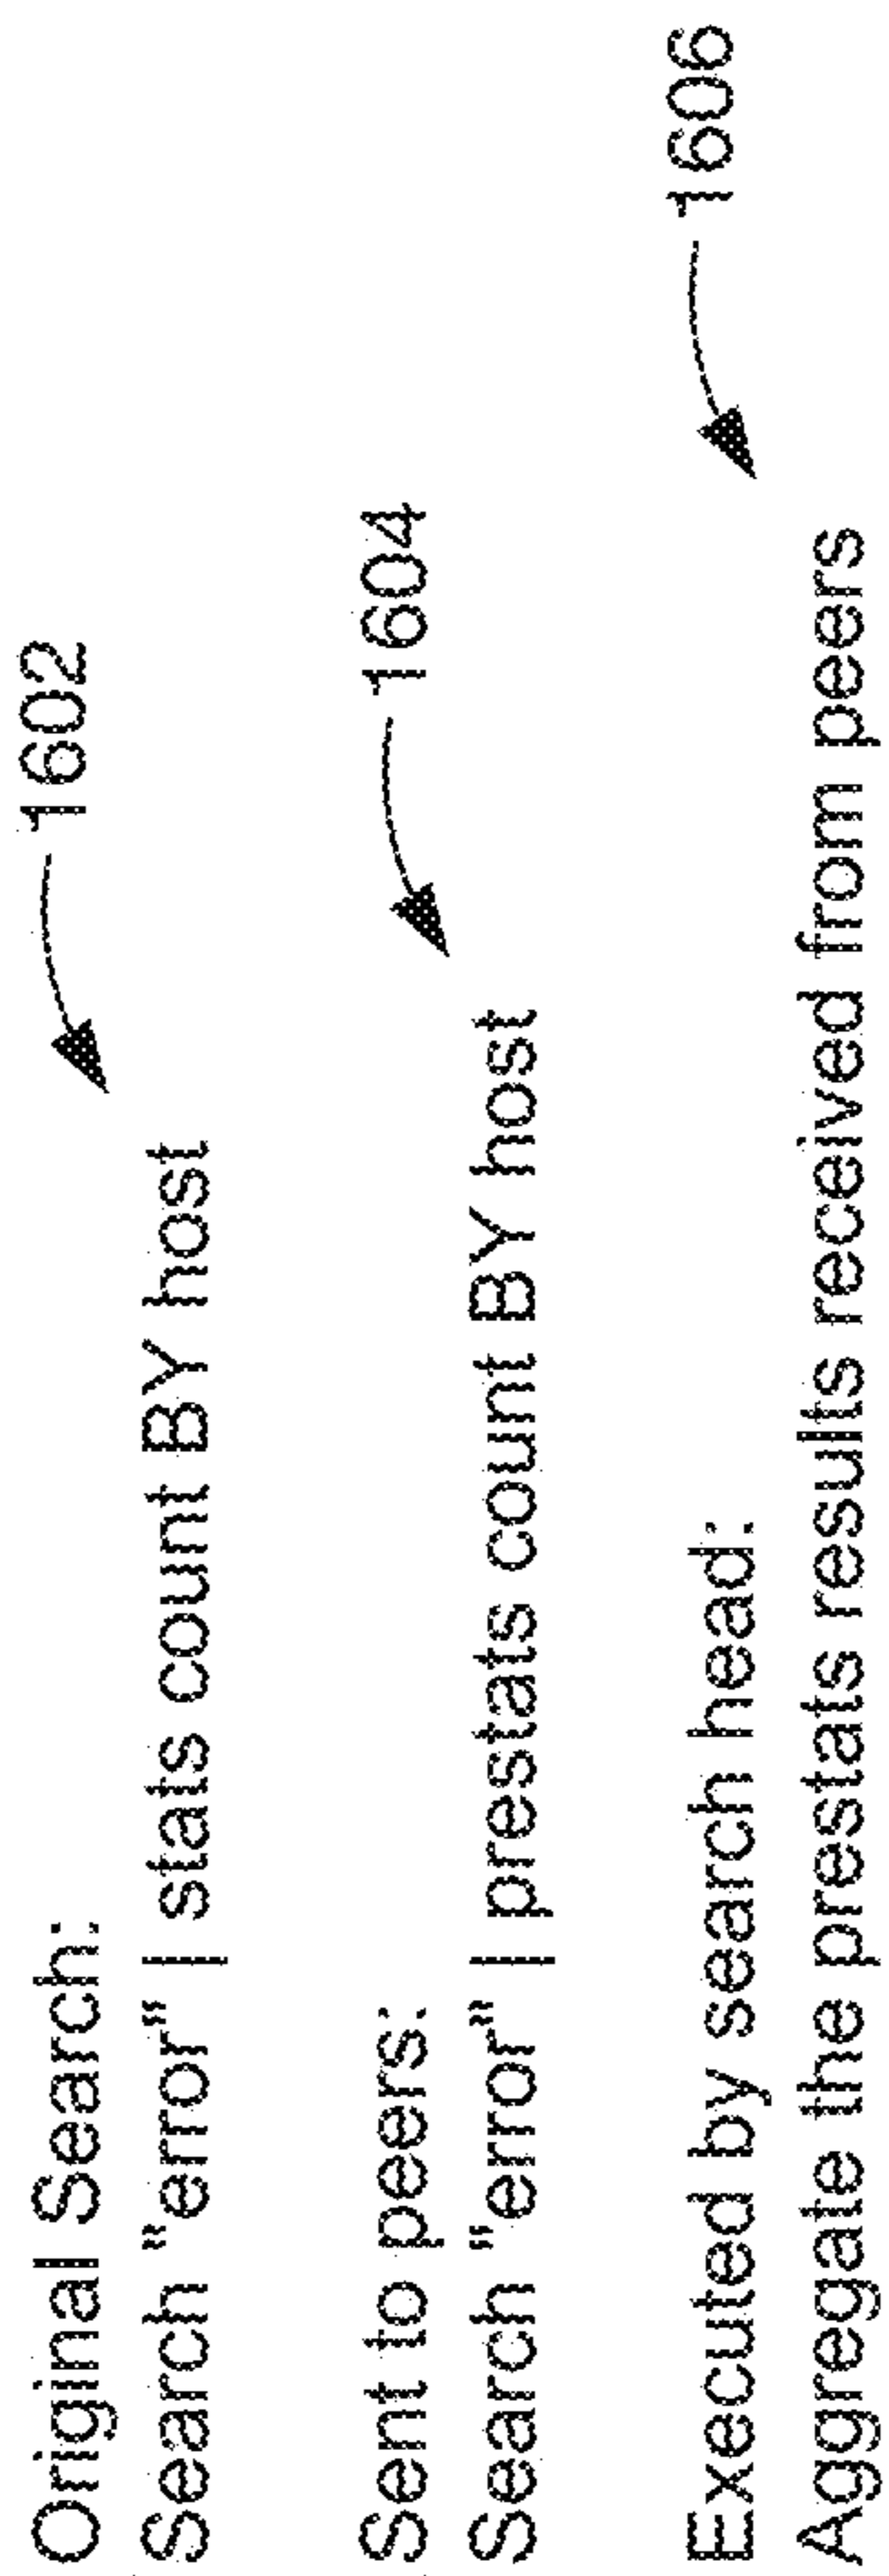 Original Search: 1602
Search "error" | stats count BY host
Sent to peers: 1604
Search "error" | prestats count BY host
Executed by search head: 1606
Aggregate the prestats results received from peers